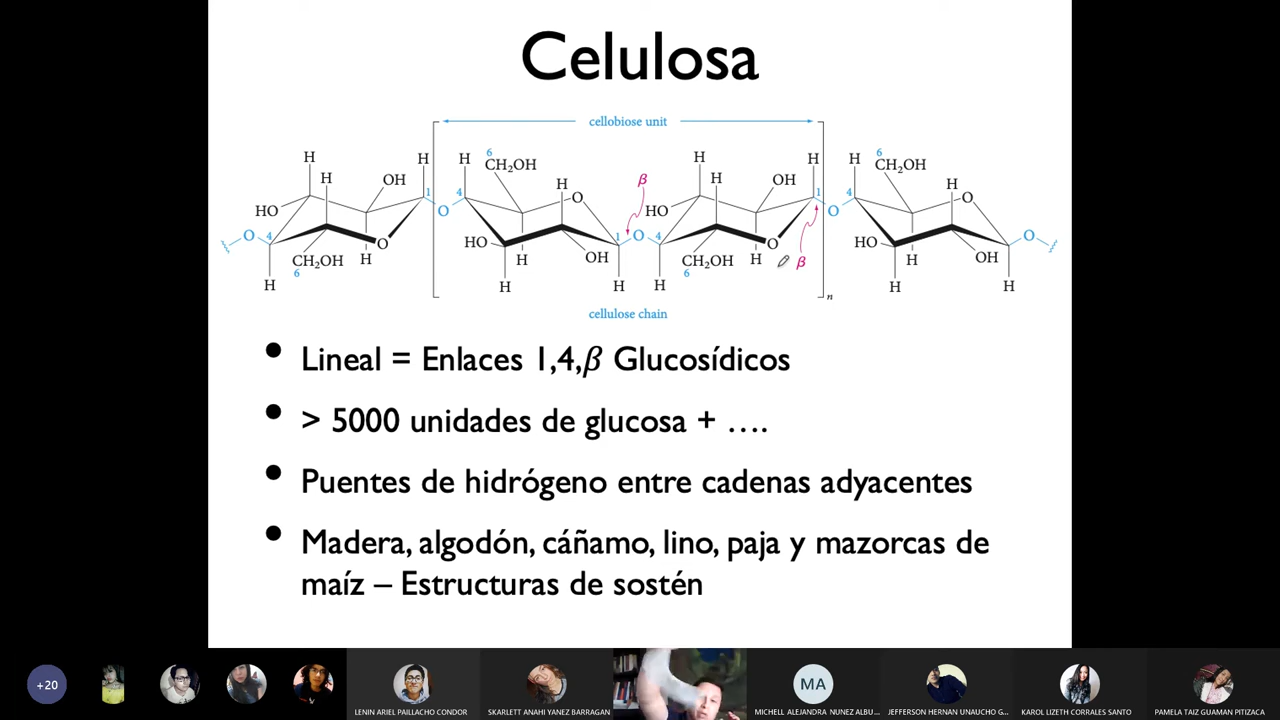 Celulosa
cellobiose unit
H H OH H H 6 CH₂OH H O β H H OH H H 6 CH₂OH H O
HO 1 4 HO 1 4
O 4 O HO 1 O 4 O HO 1 O
CH₂OH O H H OH CH₂OH O H β H OH
6 6
H H H H H H
n
cellulose chain
• Lineal = Enlaces 1,4,β Glucosídicos
• > 5000 unidades de glucosa + ….
• Puentes de hidrógeno entre cadenas adyacentes
• Madera, algodón, cáñamo, lino, paja y mazorcas de
maíz – Estructuras de sostén
+20
MA
LENIN ARIEL PAILLACHO CONDOR
SKARLETT ANAHI YANEZ BARRAGAN
MICHELL ALEJANDRA NUNEZ ALBU...
JEFFERSON HERNAN UNAUCHO G...
KAROL LIZETH CORRALES SANTO
PAMELA TAIZ GUAMAN PITIZACA